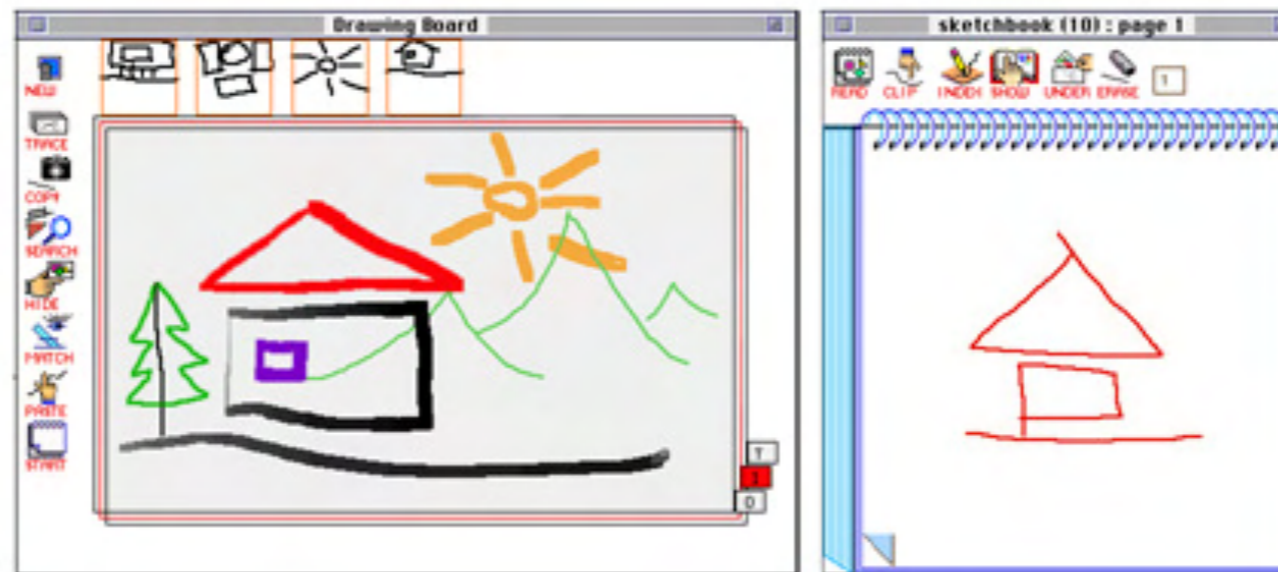 Drawing Board
NEW
TRACE
COPY
SEARCH
HIDE
MATCH
PASTE
START
T
1
0
sketchbook (10) : page 1
READ CLIP INDEX SHOW UNDER ERASE 1